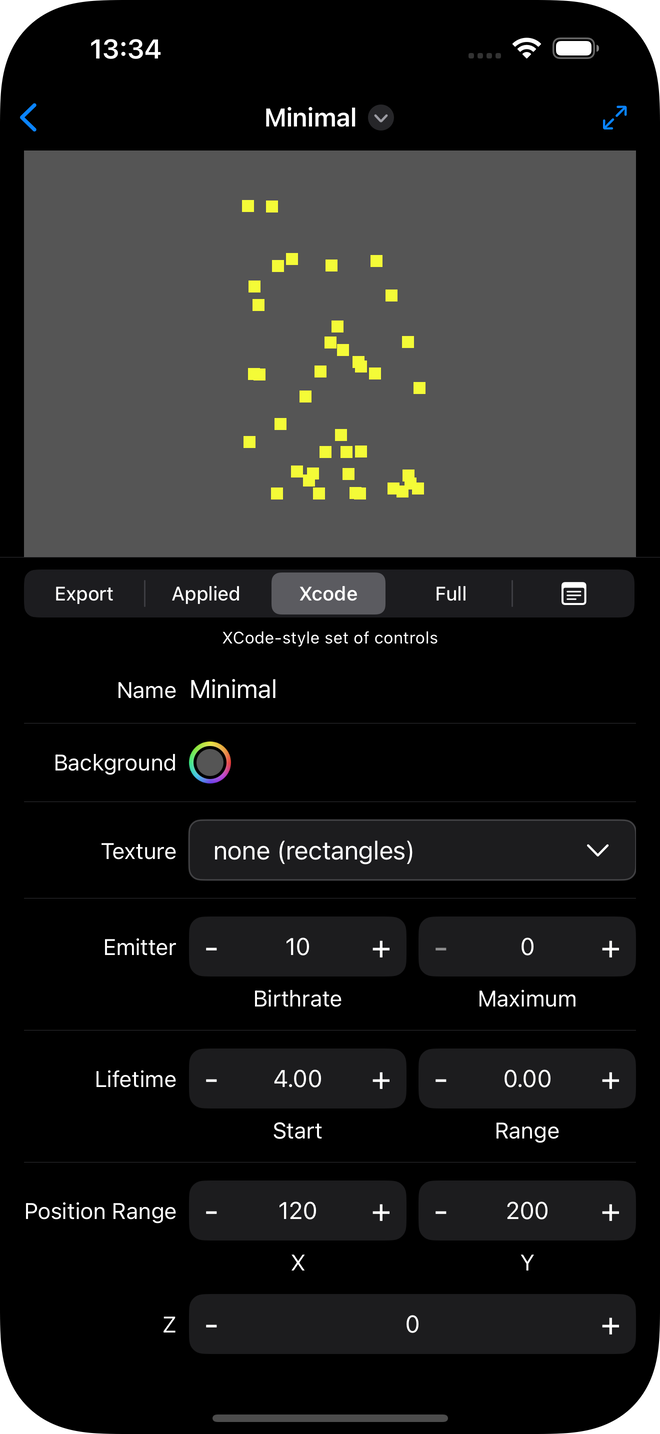 13:34
Minimal
Export Applied Xcode Full
XCode-style set of controls
Name Minimal
Background
Texture none (rectangles)
Emitter - 10 + - 0 +
Birthrate Maximum
Lifetime - 4.00 + - 0.00 +
Start Range
Position Range - 120 + - 200 +
X Y
Z - 0 +